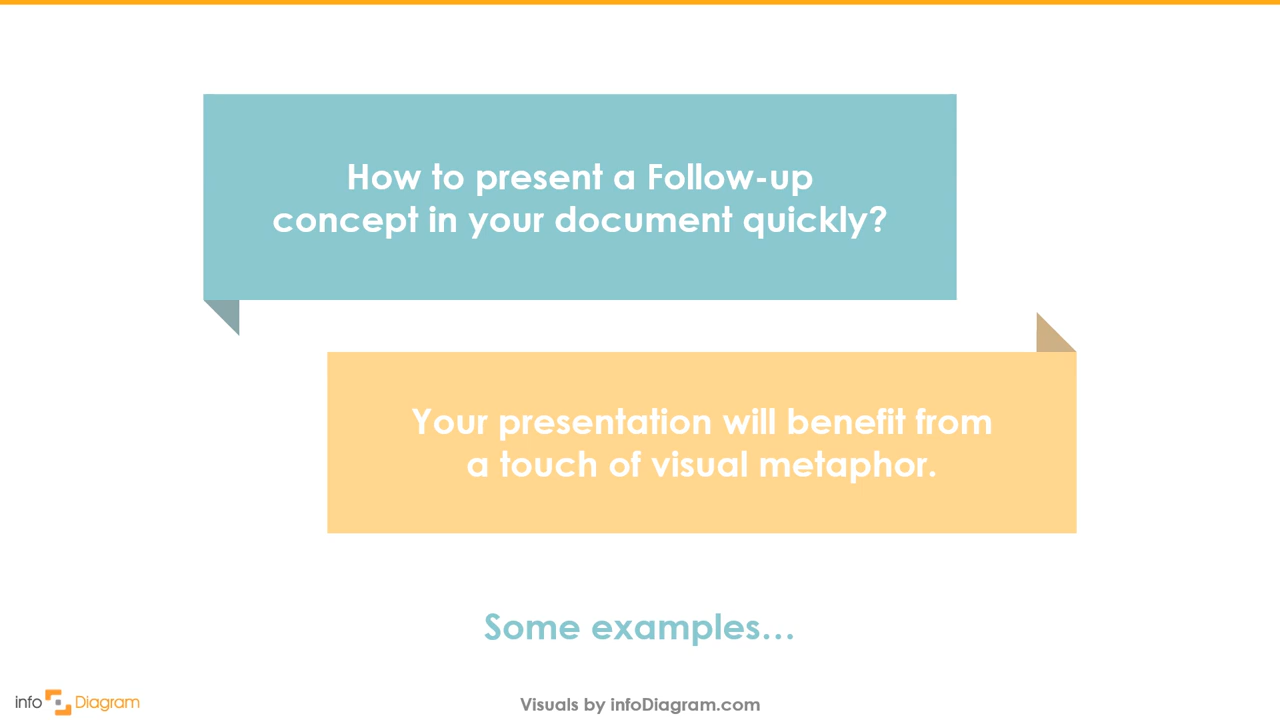 How to present a Follow-up
concept in your document quickly?
Your presentation will benefit from
a touch of visual metaphor.
Some examples...
info Diagram
Visuals by infoDiagram.com